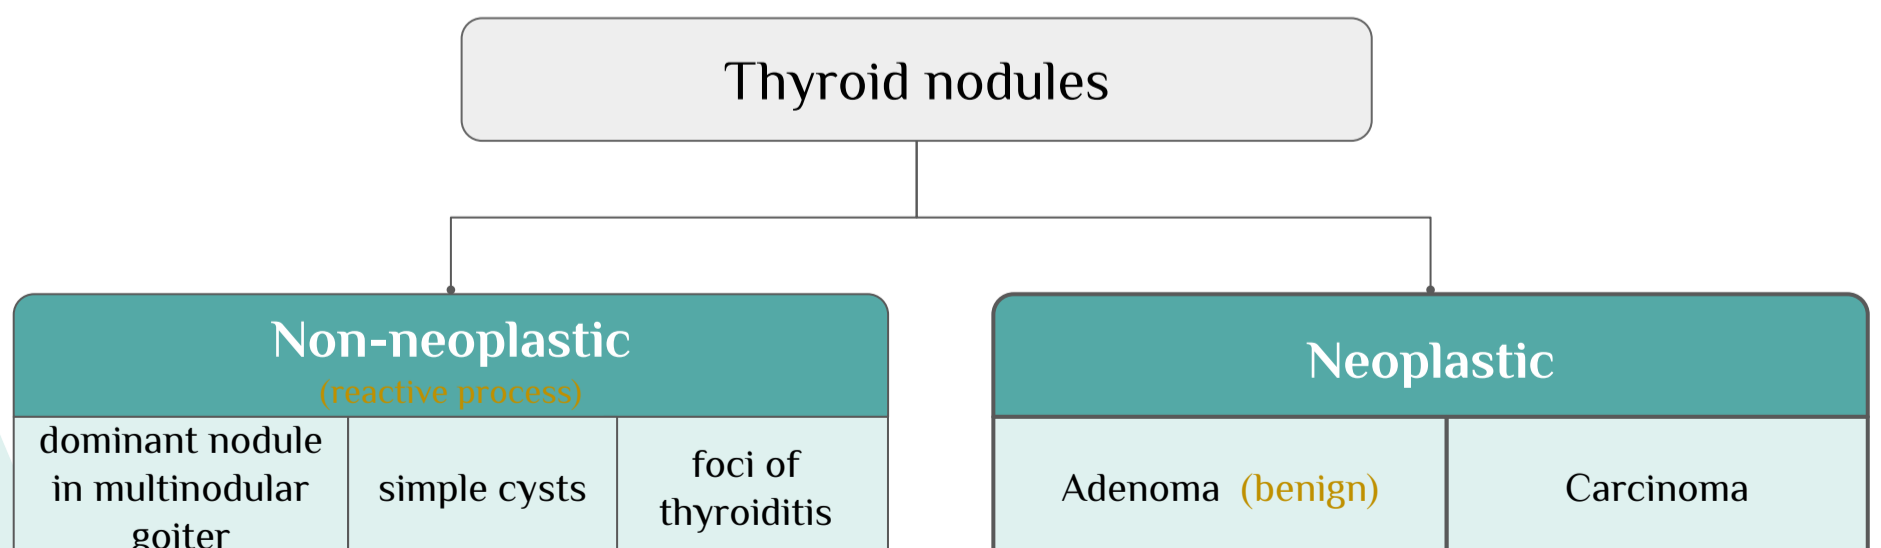 Thyroid nodules
Non-neoplastic
(reactive process)
dominant nodule
in multinodular
goiter
simple cysts
foci of
thyroiditis
Neoplastic
Adenoma (benign)
Carcinoma